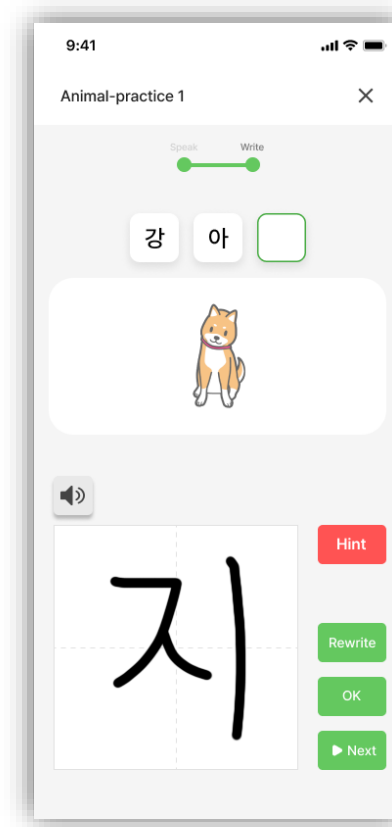 9:41
Animal-practice 1
Speak Write
강 아
지
Hint
Rewrite
OK
Next